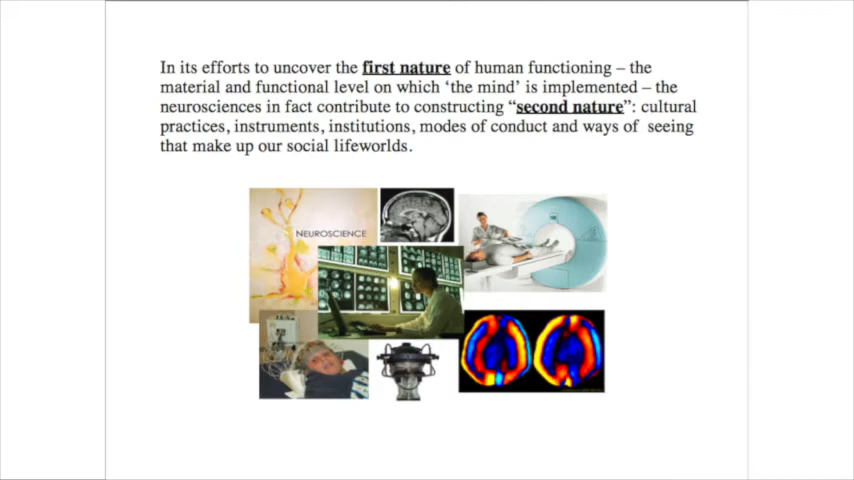 In its efforts to uncover the first nature of human functioning – the
material and functional level on which ‘the mind’ is implemented – the
neurosciences in fact contribute to constructing “second nature”: cultural
practices, instruments, institutions, modes of conduct and ways of seeing
that make up our social lifeworlds.
NEUROSCIENCE